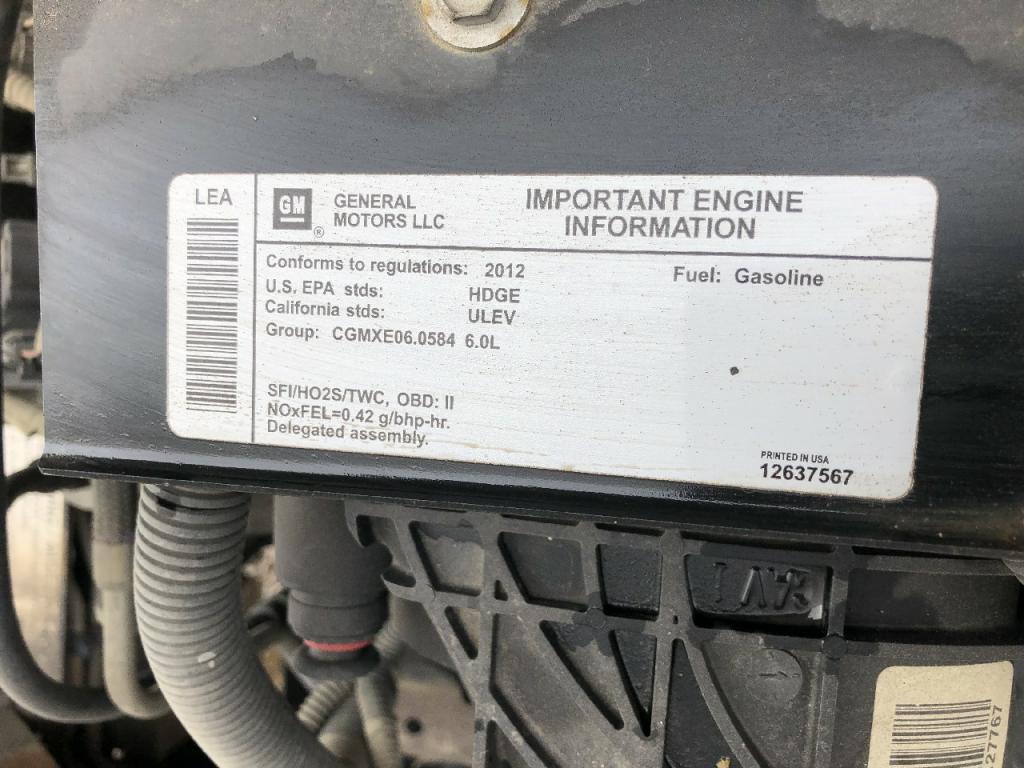 LEA
GM
®
GENERAL
MOTORS LLC
IMPORTANT ENGINE
INFORMATION
Conforms to regulations: 2012
Fuel: Gasoline
U.S. EPA stds: HDGE
California stds: ULEV
Group: CGMXE06.0584 6.0L
SFI/HO2S/TWC, OBD: II
NOxFEL=0.42 g/bhp-hr.
Delegated assembly.
PRINTED IN USA
12637567
27767